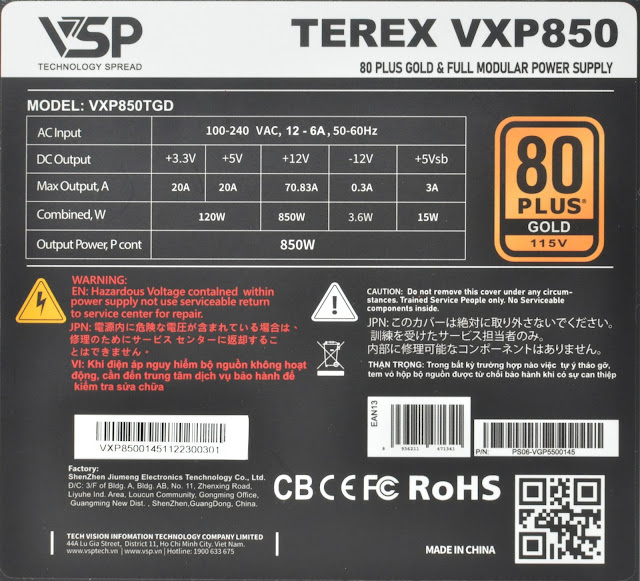 VSP
TECHNOLOGY SPREAD
TEREX VXP850
80 PLUS GOLD & FULL MODULAR POWER SUPPLY
MODEL: VXP850TGD
AC Input 100-240 VAC, 12 - 6A, 50-60Hz
DC Output +3.3V +5V +12V -12V +5Vsb
Max Output, A 20A 20A 70.83A 0.3A 3A
Combined, W 120W 850W 3.6W 15W
Output Power, P cont 850W
80
PLUS®
GOLD
115V
WARNING:
EN: Hazardous Voltage contalned within
power supply not use serviceable return
to service center for repair.
JPN: 電源内に危険な電圧が含まれている場合は、
修理のためにサービス センターに返却するこ
とはできません。
VI: Khi điện áp nguy hiểm bộ nguồn không hoạt
động, cần đến trung tâm dịch vụ bảo hành để
kiểm tra sửa chữa
CAUTION: Do not remove this cover under any circum-
stances. Trained Service People only. No Serviceable
components inside.
JPN: このカバーは絶対に取り外さないでください。
訓練を受けたサービス担当者のみ。
内部に修理可能なコンポーネントはありません。
THẬN TRỌNG: Trong bất kỳ trường hợp nào việc tự ý tháo gỡ,
tem vỏ hộp bộ nguồn được từ chối bảo hành khi có sự can thiệp
VXP85001451122300301
EAN13
8 936211 671541
P/N: PS06-VGP5500145
Factory:
ShenZhen Jiumeng Electronics Tenchnology Co., Ltd.
D/C: 3/F of Bldg. A, Bldg. AB, No. 11, Zhenxing Road,
Liyuhe Ind. Area, Loucun Community, Gongming Office,
Guangming New Dist. , ShenZhen,GuangDong, China.
CB CE FC RoHS
TECH VISION INFOMATION TECHNOLOGY COMPANY LIMITED
44A Lu Gia Street, District 11, Ho Chi Minh City, Viet Nam.
www.vsptech.vn | www.vsp.vn | Hotline: 1900 633 675
MADE IN CHINA